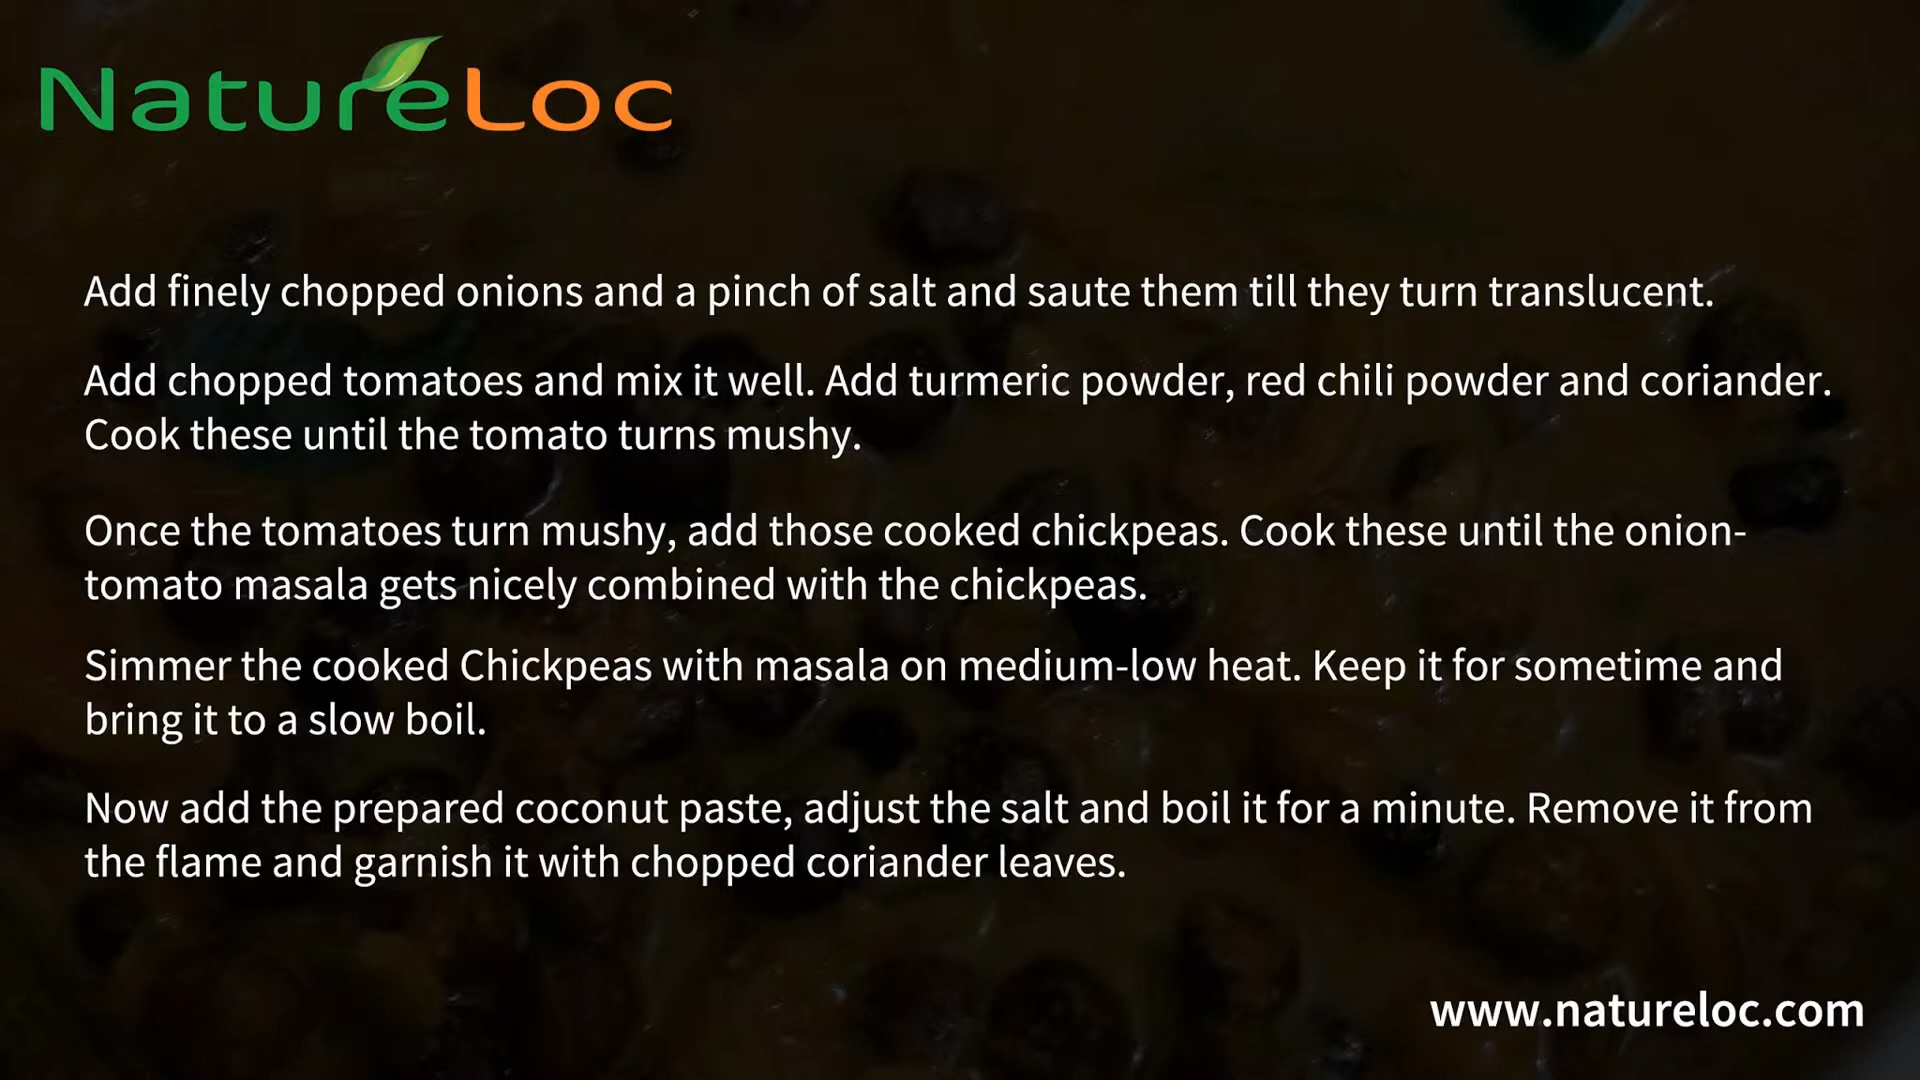 NatureLoc
Add finely chopped onions and a pinch of salt and saute them till they turn translucent.
Add chopped tomatoes and mix it well. Add turmeric powder, red chili powder and coriander.
Cook these until the tomato turns mushy.
Once the tomatoes turn mushy, add those cooked chickpeas. Cook these until the onion-
tomato masala gets nicely combined with the chickpeas.
Simmer the cooked Chickpeas with masala on medium-low heat. Keep it for sometime and
bring it to a slow boil.
Now add the prepared coconut paste, adjust the salt and boil it for a minute. Remove it from
the flame and garnish it with chopped coriander leaves.
www.natureloc.com